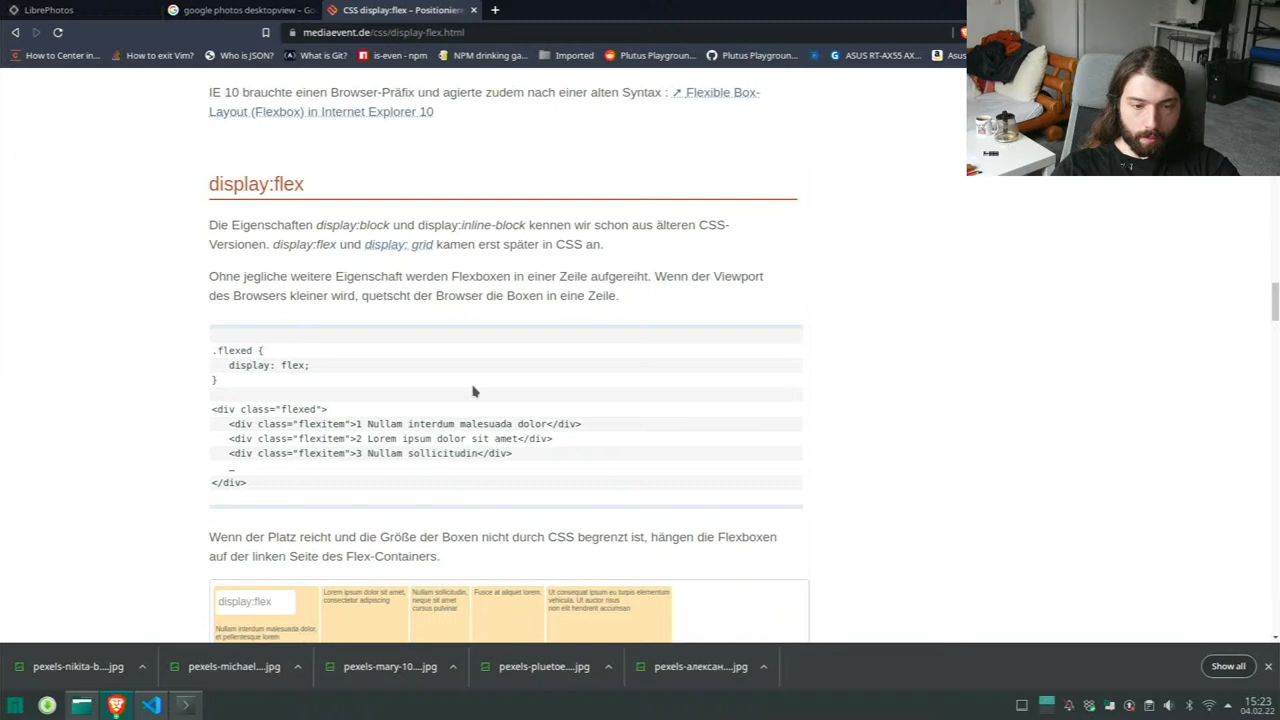 LibrePhotos
google photos desktopview – Go
CSS display:flex – Positioniere
mediaevent.de/css/display-flex.html
How to Center in...
How to exit Vim?
Who is JSON?
What is Git?
is-even - npm
NPM drinking ga...
Imported
Plutus Playgroun...
Plutus Playgroun...
ASUS RT-AX55 AX...
Asus
IE 10 brauchte einen Browser-Präfix und agierte zudem nach einer alten Syntax : ↗ Flexible Box-
Layout (Flexbox) in Internet Explorer 10
display:flex
Die Eigenschaften display:block und display:inline-block kennen wir schon aus älteren CSS-
Versionen. display:flex und display: grid kamen erst später in CSS an.
Ohne jegliche weitere Eigenschaft werden Flexboxen in einer Zeile aufgereiht. Wenn der Viewport
des Browsers kleiner wird, quetscht der Browser die Boxen in eine Zeile.
.flexed {
display: flex;
}
<div class="flexed">
<div class="flexitem">1 Nullam interdum malesuada dolor</div>
<div class="flexitem">2 Lorem ipsum dolor sit amet</div>
<div class="flexitem">3 Nullam sollicitudin</div>
…
</div>
Wenn der Platz reicht und die Größe der Boxen nicht durch CSS begrenzt ist, hängen die Flexboxen
auf der linken Seite des Flex-Containers.
display:flex
Nullam interdum malesuada dolor,
et pellentesque lorem
Lorem ipsum dolor sit amet,
consectetur adipiscing
Nullam sollicitudin,
neque sit amet
cursus pulvinar
Fusce at aliquet lorem.
Ut consequat ipsum eu turpis elementum
vehicula. Ut auctor risus
non elit hendrerit accumsan
pexels-nikita-b....jpg
pexels-michael....jpg
pexels-mary-10....jpg
pexels-pluetoe....jpg
pexels-алексан....jpg
Show all
15:23
04.02.22